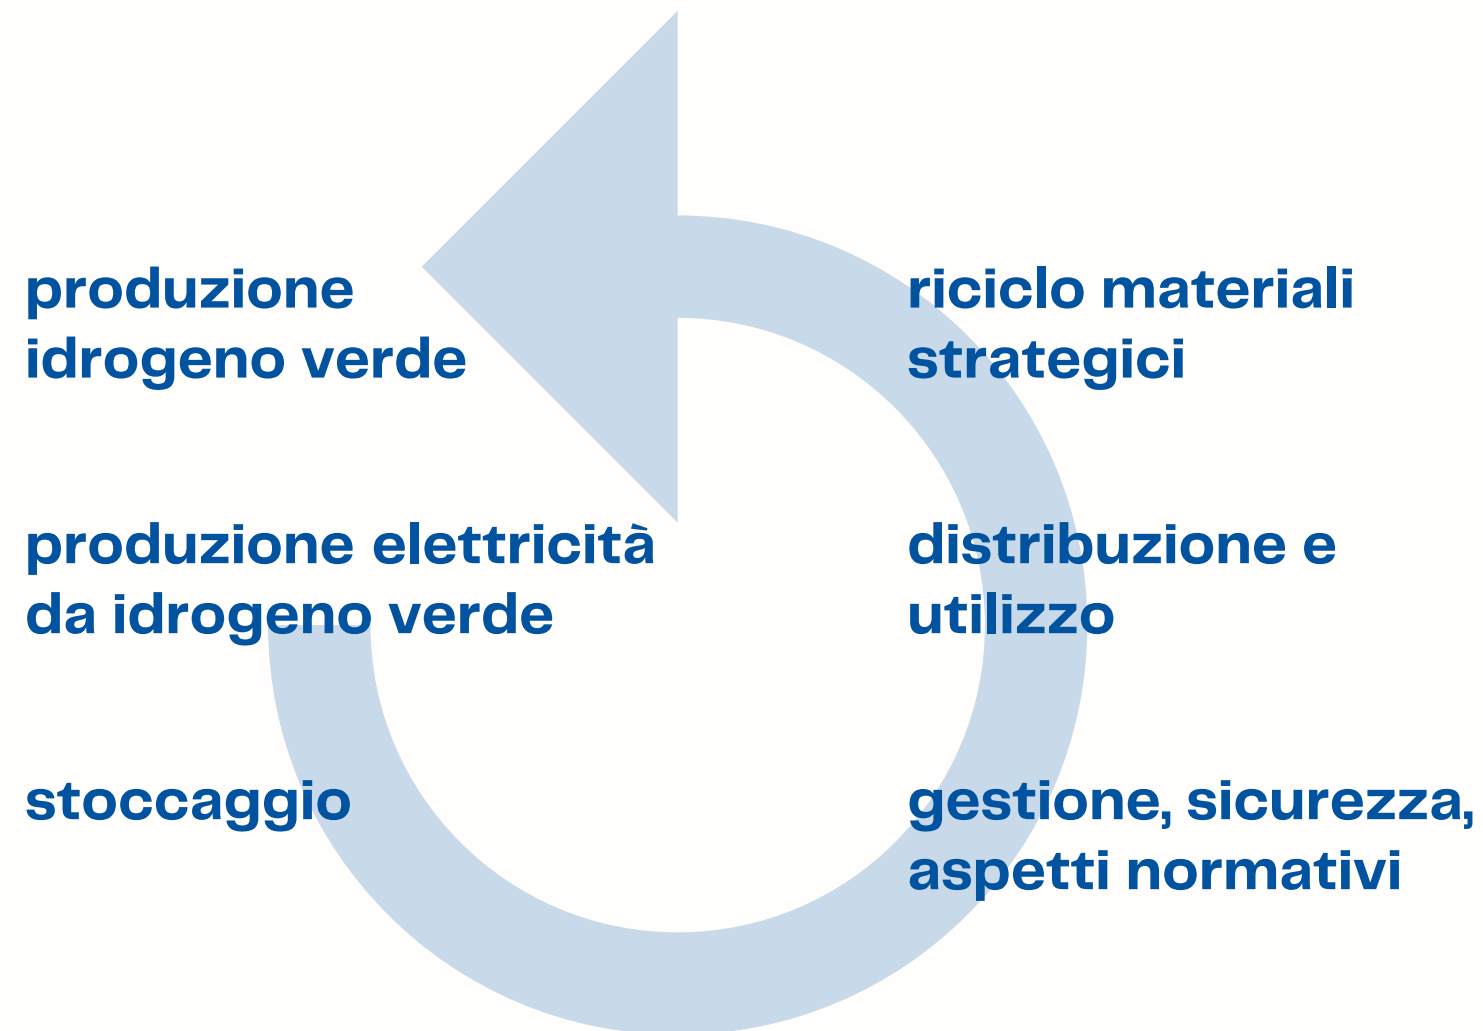 produzione
idrogeno verde
produzione elettricità
da idrogeno verde
stoccaggio
riciclo materiali
strategici
distribuzione e
utilizzo
gestione, sicurezza,
aspetti normativi